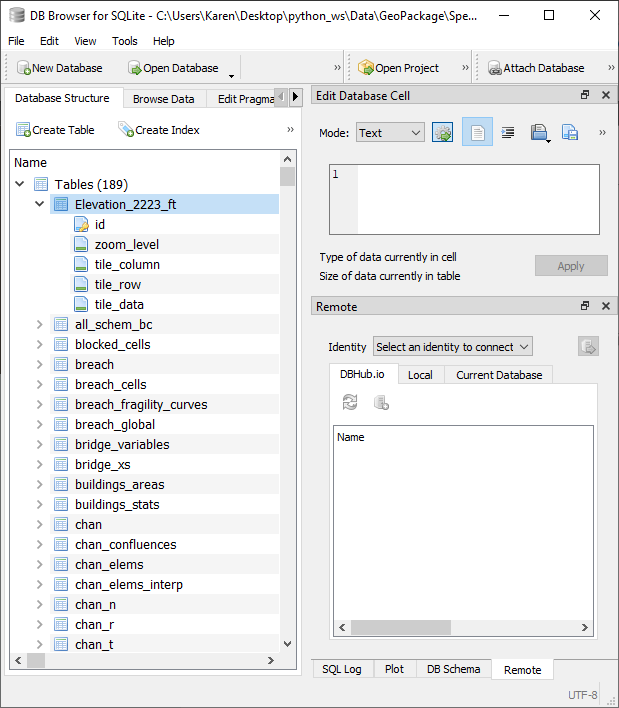 DB Browser for SQLite - C:\Users\Karen\Desktop\python_ws\Data\GeoPackage\Spe...
File Edit View Tools Help
New Database Open Database » Open Project » Attach Database »
Database Structure Browse Data Edit Pragma
Create Table Create Index »
Name
Tables (189)
Elevation_2223_ft
id
zoom_level
tile_column
tile_row
tile_data
all_schem_bc
blocked_cells
breach
breach_cells
breach_fragility_curves
breach_global
bridge_variables
bridge_xs
buildings_areas
buildings_stats
chan
chan_confluences
chan_elems
chan_elems_interp
chan_n
chan_r
chan_t
Edit Database Cell
Mode: Text »
1
Type of data currently in cell
Size of data currently in table
Apply
Remote
Identity Select an identity to connect
DBHub.io Local Current Database
Name
SQL Log Plot DB Schema Remote
UTF-8